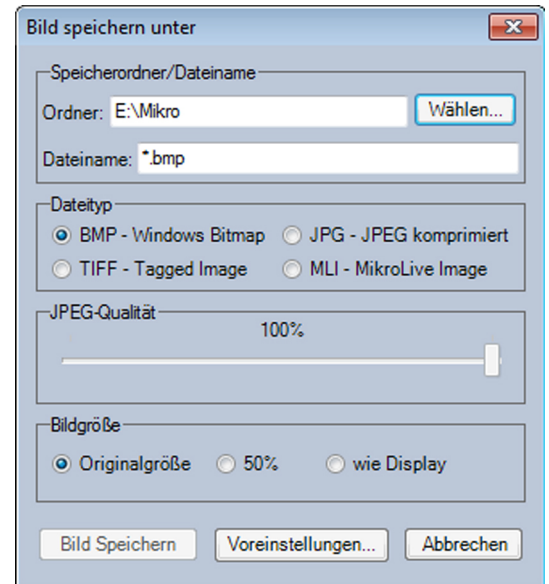 Bild speichern unter
Speicherordner/Dateiname
Ordner: E:\Mikro Wählen...
Dateiname: *.bmp
Dateityp
BMP - Windows Bitmap JPG - JPEG komprimiert
TIFF - Tagged Image MLI - MikroLive Image
JPEG-Qualität
100%
Bildgröße
Originalgröße 50% wie Display
Bild Speichern Voreinstellungen... Abbrechen